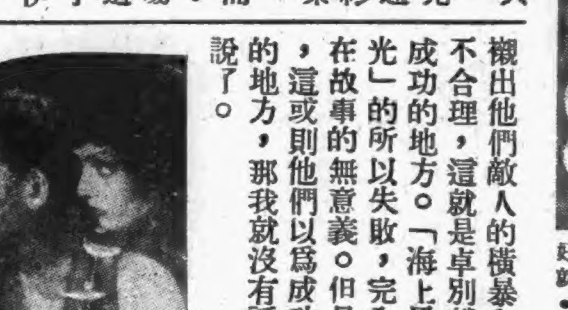 襯出他們敵人的橫暴
不合理，這就是卓別
成功的地方。「海上
光」的所以失敗，完
在故事的無意義。但
，這或則他們以爲成
的地方，那我就沒有
說了。